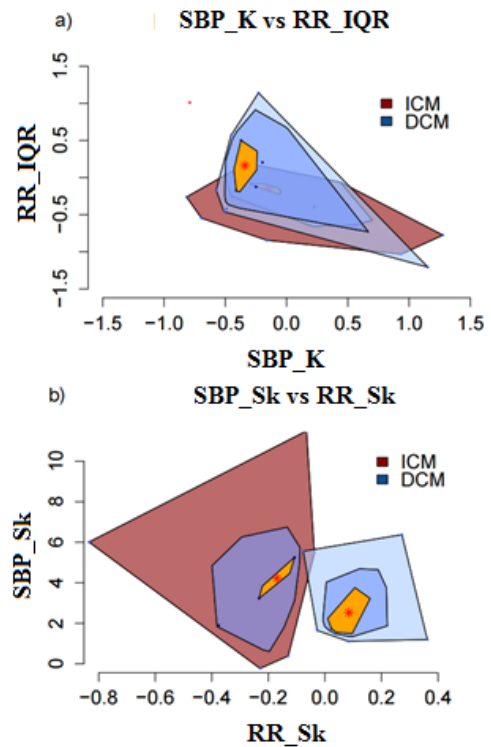 a) SBP_K vs RR_IQR
1.5
ICM
DCM
0.5
−0.5
−1.5
RR_IQR
−1.5 −1.0 −0.5 0.0 0.5 1.0 1.5
SBP_K
b) SBP_Sk vs RR_Sk
ICM
DCM
10
8
6
4
2
0
SBP_Sk
−0.8 −0.6 −0.4 −0.2 0.0 0.2 0.4
RR_Sk